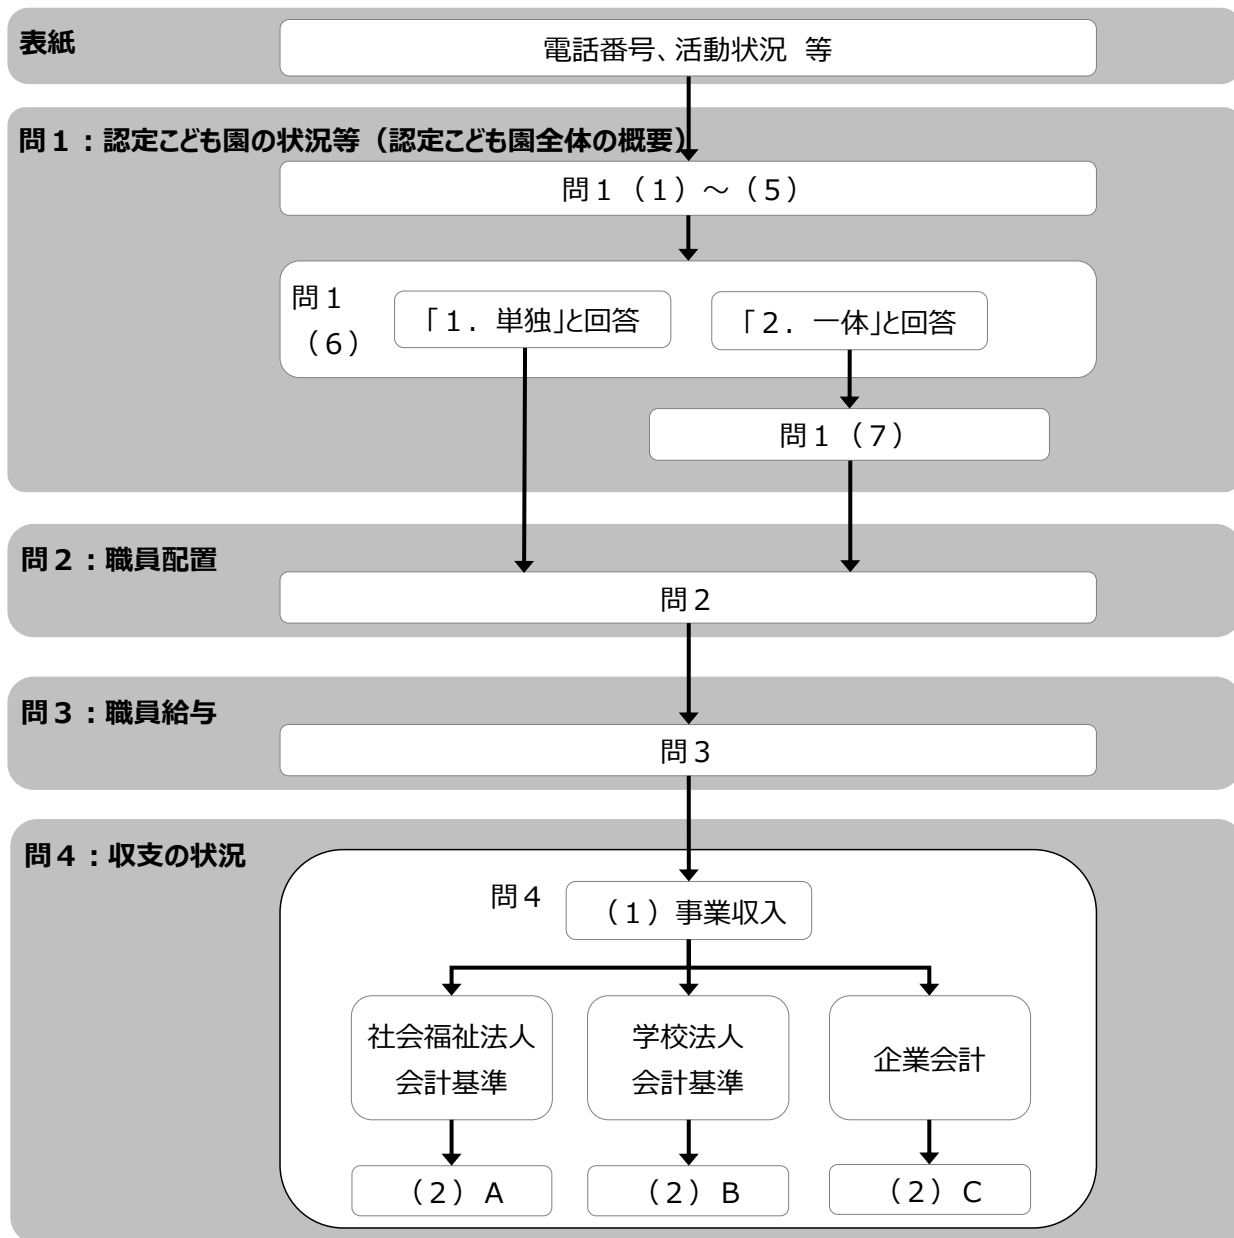 表紙
電話番号、活動状況 等
問１：認定こども園の状況等（認定こども園全体の概要）
問１（１）～（５）
問１
（６）
「１．単独」と回答
「２．一体」と回答
問１（７）
問２：職員配置
問２
問３：職員給与
問３
問４：収支の状況
問４
（１）事業収入
社会福祉法人
会計基準
学校法人
会計基準
企業会計
（２）A
（２）B
（２）C